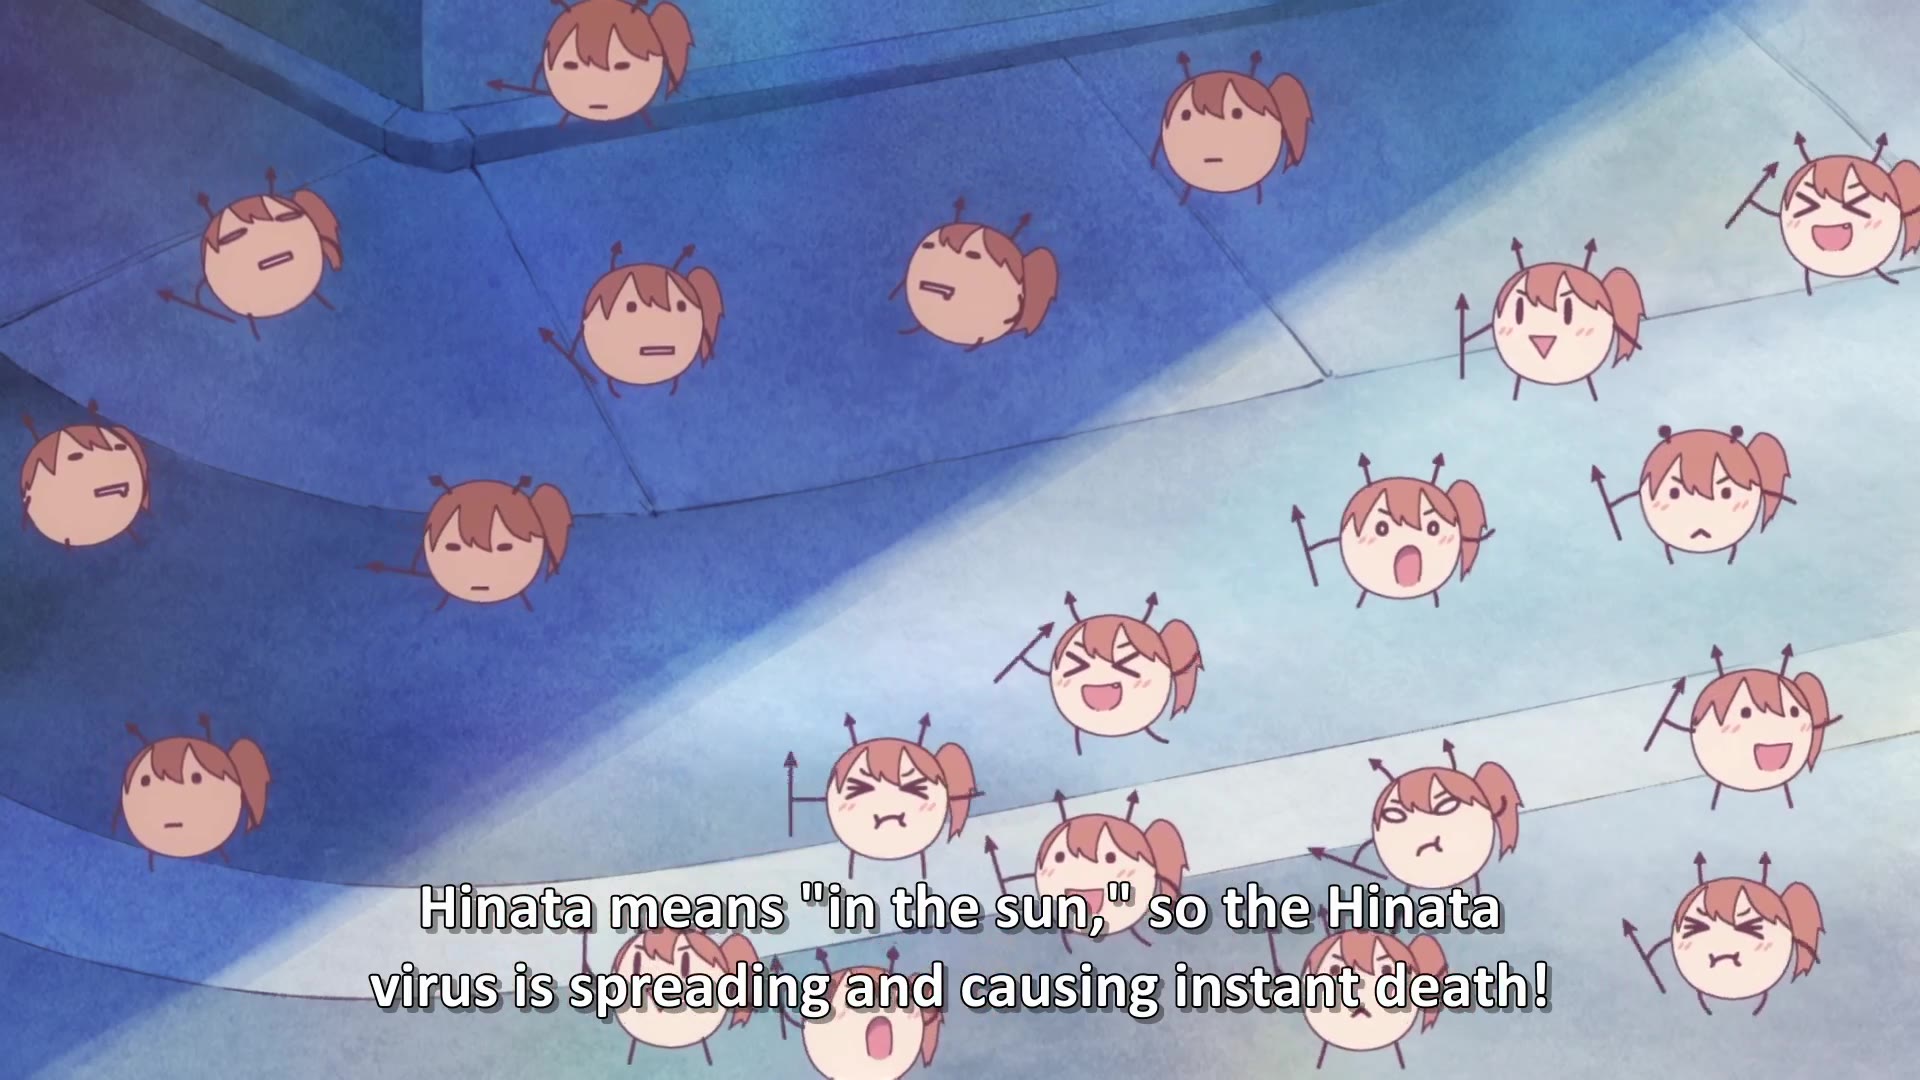 Hinata means "in the sun," so the Hinata
virus is spreading and causing instant death!